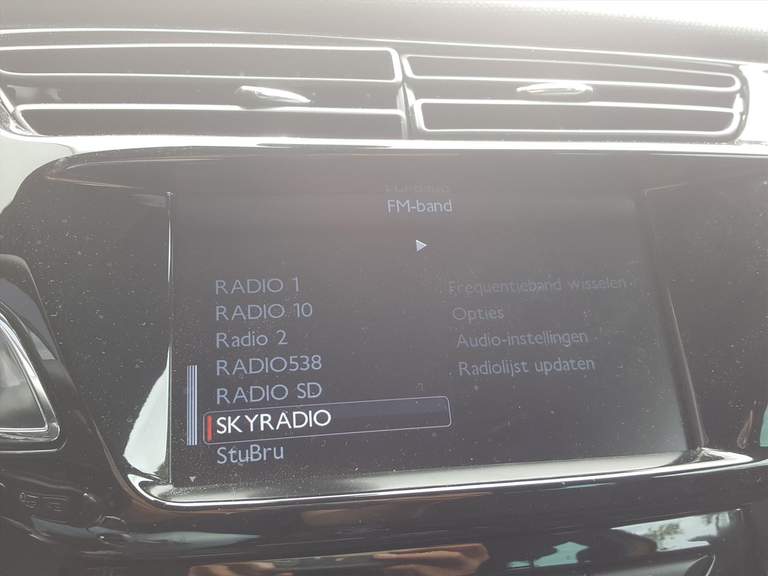 FM-band
RADIO 1
RADIO 10
Radio 2
RADIO538
RADIO SD
SKYRADIO
StuBru
Frequentieband wisselen
Opties
Audio-instellingen
Radiolijst updaten